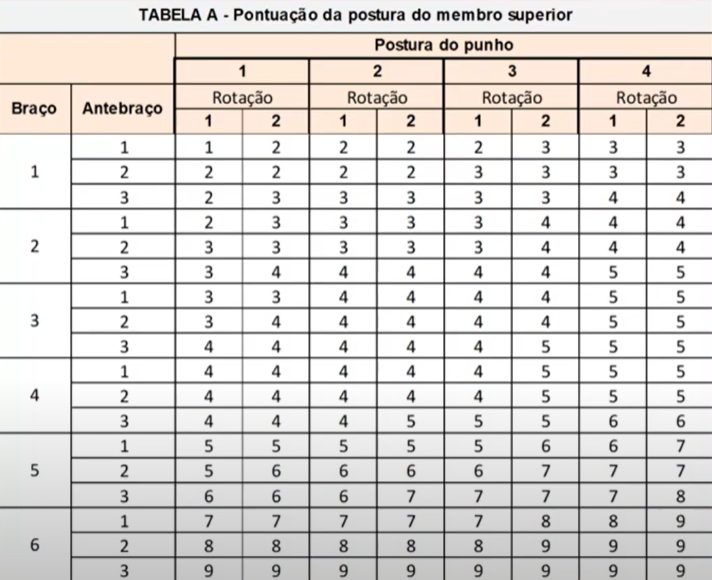 TABELA A - Pontuação da postura do membro superior
Postura do punho
1 2 3 4
Braço Antebraço Rotação Rotação Rotação Rotação
1 2 1 2 1 2 1 2
1 1 2 2 2 2 3 3 3
1 2 2 2 2 2 3 3 3 3
3 2 3 3 3 3 3 4 4
1 2 3 3 3 3 4 4 4
2 2 3 3 3 3 3 4 4 4
3 3 4 4 4 4 4 5 5
1 3 3 4 4 4 4 5 5
3 2 3 4 4 4 4 4 5 5
3 4 4 4 4 4 5 5 5
1 4 4 4 4 4 5 5 5
4 2 4 4 4 4 4 5 5 5
3 4 4 4 5 5 5 6 6
1 5 5 5 5 5 6 6 7
5 2 5 6 6 6 6 7 7 7
3 6 6 6 7 7 7 7 8
1 7 7 7 7 7 8 8 9
6 2 8 8 8 8 8 9 9 9
3 9 9 9 9 9 9 9 9